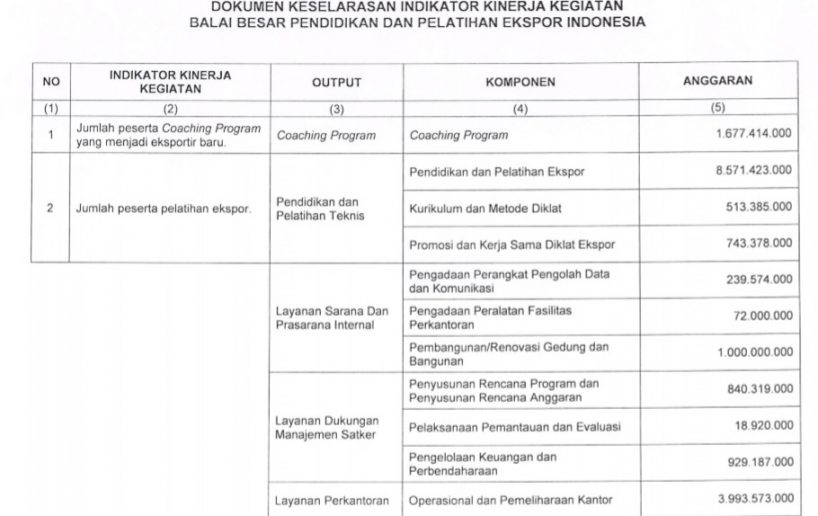 DOKUMEN KESELARASAN INDIKATOR KINERJA KEGIATAN
BALAI BESAR PENDIDIKAN DAN PELATIHAN EKSPOR INDONESIA
NO
INDIKATOR KINERJA
KEGIATAN
OUTPUT
KOMPONEN
ANGGARAN
(1)
(2)
(3)
(4)
(5)
1
Jumlah peserta Coaching Program
yang menjadi eksportir baru.
Coaching Program
Coaching Program
1.677.414.000
2
Jumlah peserta pelatihan ekspor.
Pendidikan dan
Pelatihan Teknis
Pendidikan dan Pelatihan Ekspor
8.571.423.000
Kurikulum dan Metode Diklat
513.385.000
Promosi dan Kerja Sama Diklat Ekspor
743.378.000
Layanan Sarana Dan
Prasarana Internal
Pengadaan Perangkat Pengolah Data
dan Komunikasi
239.574.000
Pengadaan Peralatan Fasilitas
Perkantoran
72.000.000
Pembangunan/Renovasi Gedung dan
Bangunan
1.000.000.000
Layanan Dukungan
Manajemen Satker
Penyusunan Rencana Program dan
Penyusunan Rencana Anggaran
840.319.000
Pelaksanaan Pemantauan dan Evaluasi
18.920.000
Pengelolaan Keuangan dan
Perbendaharaan
929.187.000
Layanan Perkantoran
Operasional dan Pemeliharaan Kantor
3.993.573.000